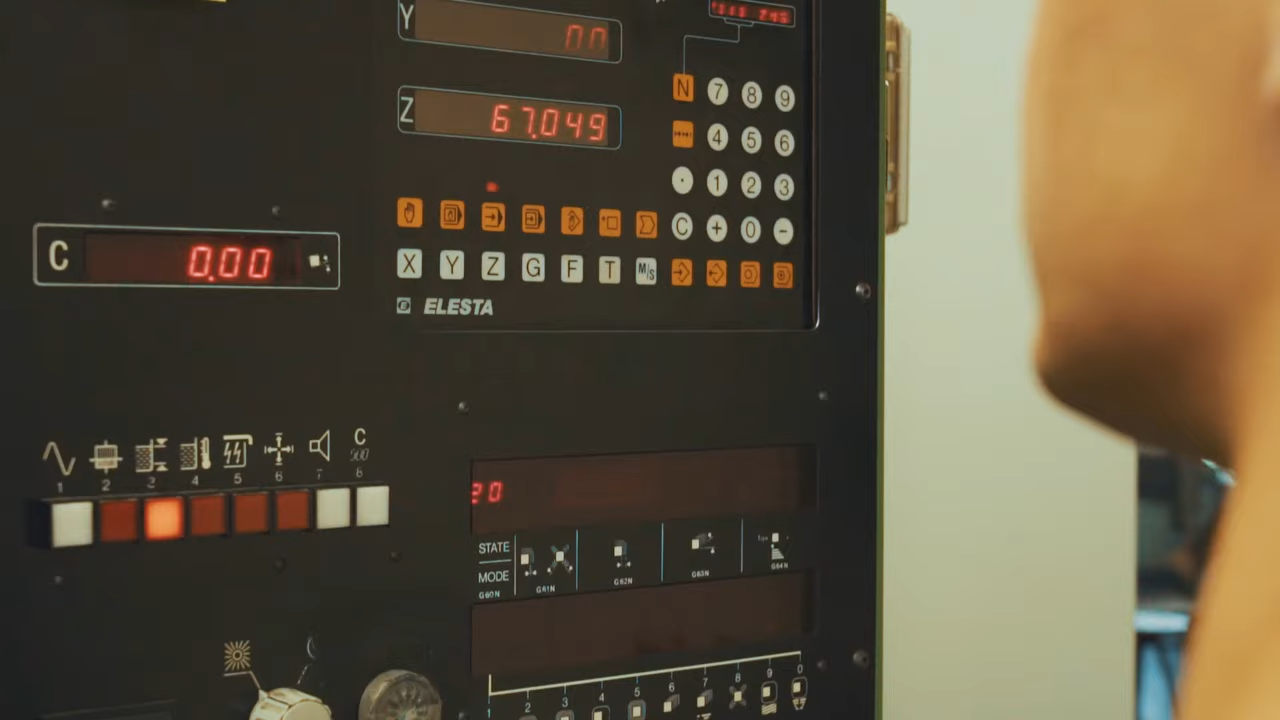 Y
Z 67.049
N 7 8 9
4 5 6
· 1 2 3
C + 0 -
C 0.00
X Y Z G F T M/S
ELESTA
C
500
1 2 3 4 5 6 7 8
20
STATE
MODE
G60N G61N G62N G63N G64N
1 2 3 4 5 6 7 8 9 0